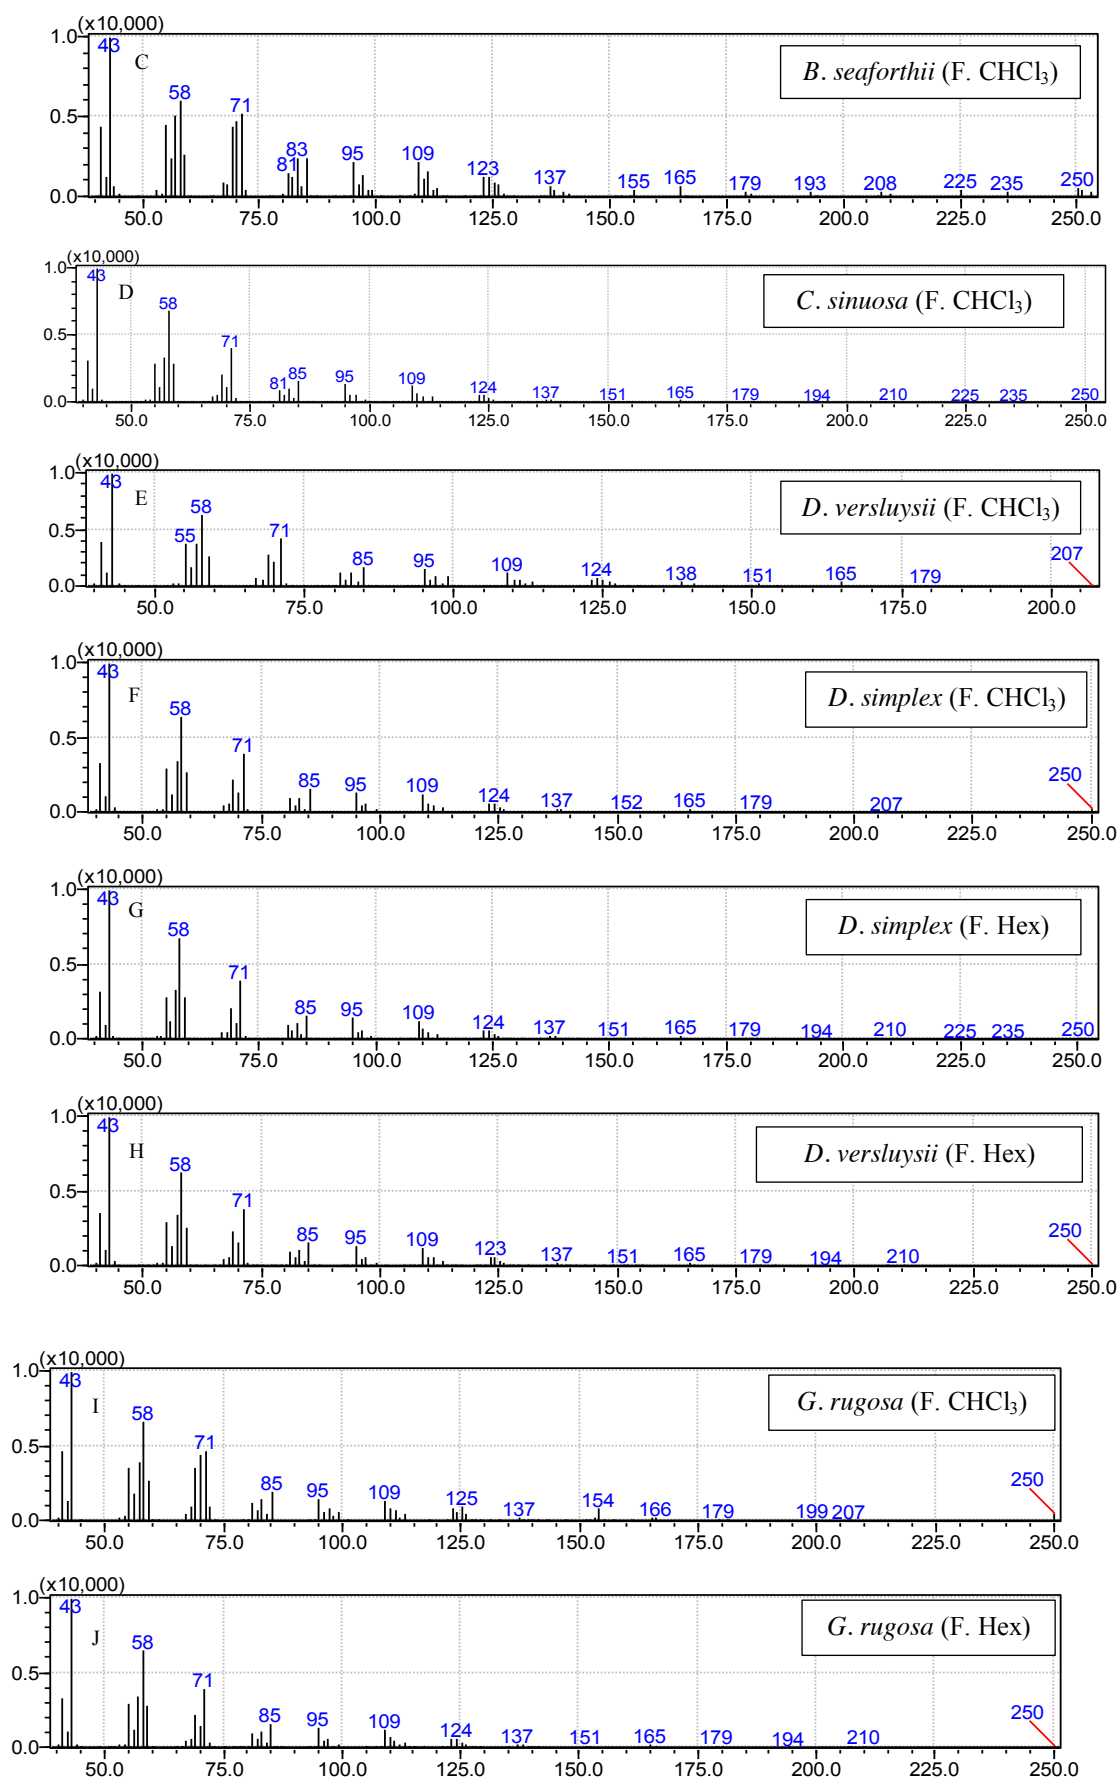 (x10,000)
1.0
43
C
B. seaforthii (F. CHCl₃)
58
0.5
71
81
83
95
109
123
137
155
165
179
193
208
225
235
250
0.0
50.0 75.0 100.0 125.0 150.0 175.0 200.0 225.0 250.0
(x10,000)
1.0
43
D
C. sinuosa (F. CHCl₃)
58
0.5
71
81 85 95 109 124 137 151 165 179 194 210 225 235 250
0.0
50.0 75.0 100.0 125.0 150.0 175.0 200.0 225.0 250.0
(x10,000)
1.0
43
E
D. versluysii (F. CHCl₃)
58
0.5
55
71
85 95 109 124 138 151 165 179 207
0.0
50.0 75.0 100.0 125.0 150.0 175.0 200.0
(x10,000)
1.0
43
F
D. simplex (F. CHCl₃)
58
0.5
71
85 95 109 124 137 152 165 179 207 250
0.0
50.0 75.0 100.0 125.0 150.0 175.0 200.0 225.0 250.0
(x10,000)
1.0
43
G
D. simplex (F. Hex)
58
0.5
71
85 95 109 124 137 151 165 179 194 210 225 235 250
0.0
50.0 75.0 100.0 125.0 150.0 175.0 200.0 225.0 250.0
(x10,000)
1.0
43
H
D. versluysii (F. Hex)
58
0.5
71
85 95 109 123 137 151 165 179 194 210 250
0.0
50.0 75.0 100.0 125.0 150.0 175.0 200.0 225.0 250.0
(x10,000)
1.0
43
I
G. rugosa (F. CHCl₃)
58
0.5
71
85 95 109 125 137 154 166 179 199 207 250
0.0
50.0 75.0 100.0 125.0 150.0 175.0 200.0 225.0 250.0
(x10,000)
1.0
43
J
G. rugosa (F. Hex)
58
0.5
71
85 95 109 124 137 151 165 179 194 210 250
0.0
50.0 75.0 100.0 125.0 150.0 175.0 200.0 225.0 250.0